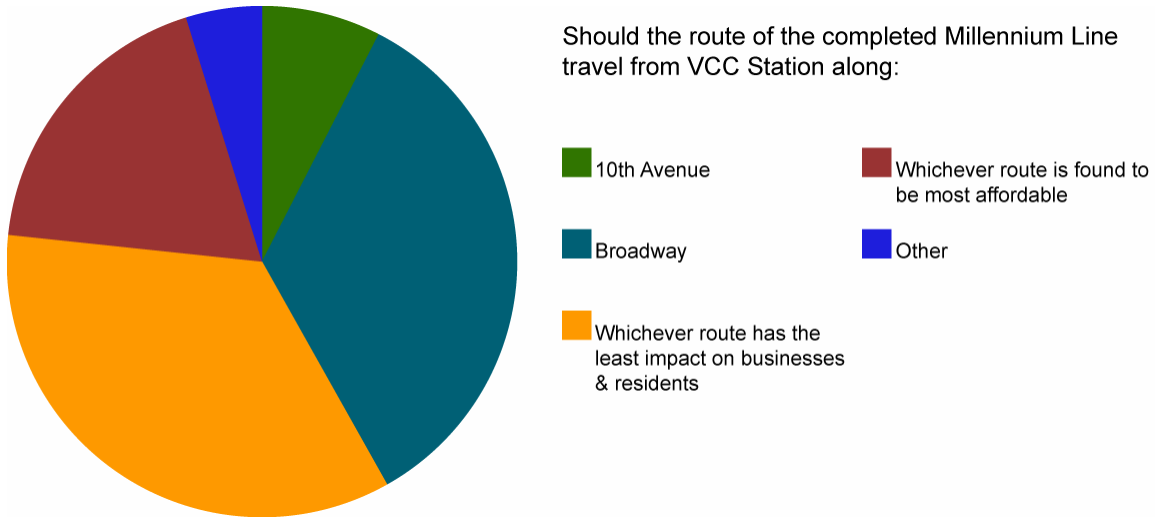 Should the route of the completed Millennium Line
travel from VCC Station along:
10th Avenue
Broadway
Whichever route has the
least impact on businesses
& residents
Whichever route is found to
be most affordable
Other